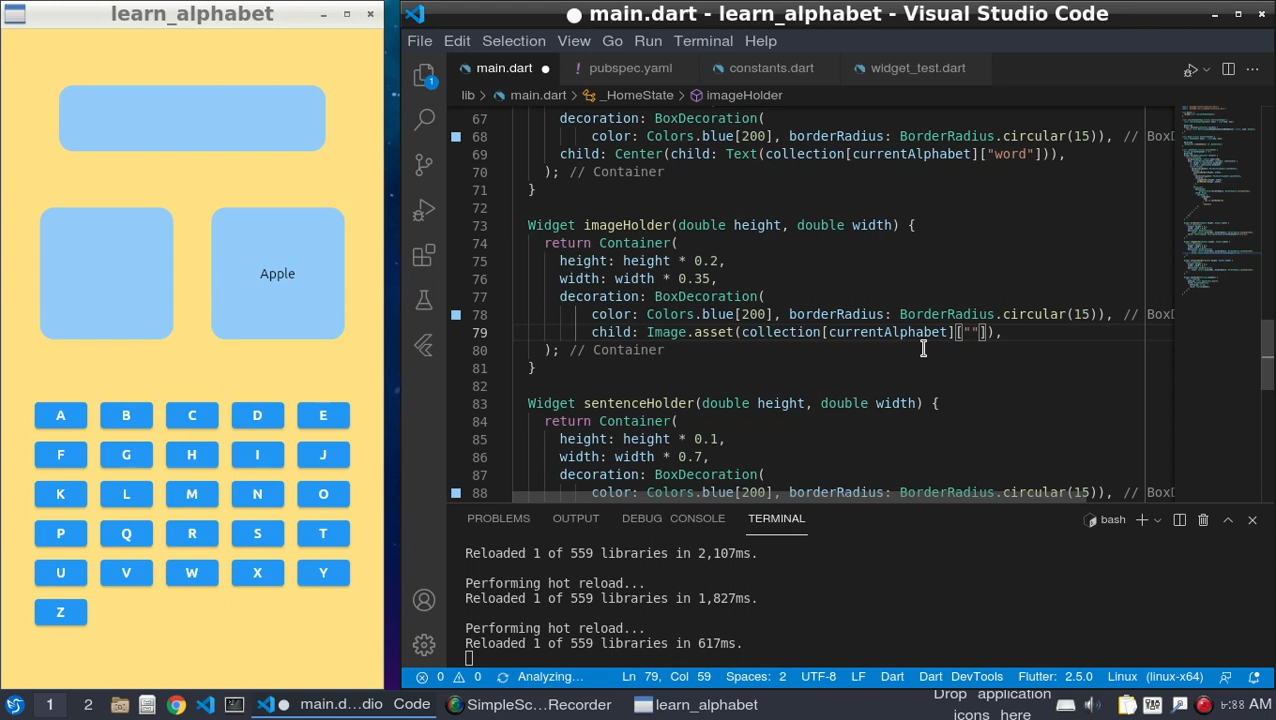 learn_alphabet
Apple
A B C D E
F G H I J
K L M N O
P Q R S T
U V W X Y
Z
● main.dart - learn_alphabet - Visual Studio Code
File Edit Selection View Go Run Terminal Help
1
main.dart ● pubspec.yaml constants.dart widget_test.dart
lib > main.dart > _HomeState > imageHolder
67 decoration: BoxDecoration(
68 color: Colors.blue[200], borderRadius: BorderRadius.circular(15)), // BoxD
69 child: Center(child: Text(collection[currentAlphabet]["word"])),
70 ); // Container
71 }
72
73 Widget imageHolder(double height, double width) {
74 return Container(
75 height: height * 0.2,
76 width: width * 0.35,
77 decoration: BoxDecoration(
78 color: Colors.blue[200], borderRadius: BorderRadius.circular(15)), // BoxD
79 child: Image.asset(collection[currentAlphabet][""]),
80 ); // Container
81 }
82
83 Widget sentenceHolder(double height, double width) {
84 return Container(
85 height: height * 0.1,
86 width: width * 0.7,
87 decoration: BoxDecoration(
88 color: Colors.blue[200], borderRadius: BorderRadius.circular(15)), // BoxD
PROBLEMS OUTPUT DEBUG CONSOLE TERMINAL bash
Reloaded 1 of 559 libraries in 2,107ms.
Performing hot reload...
Reloaded 1 of 559 libraries in 1,827ms.
Performing hot reload...
Reloaded 1 of 559 libraries in 617ms.
0 0 Analyzing... Ln 79, Col 59 Spaces: 2 UTF-8 LF Dart Dart DevTools Flutter: 2.5.0 Linux (linux-x64)
1 2 main.d...dio Code SimpleSc...Recorder learn_alphabet Drop application icons here